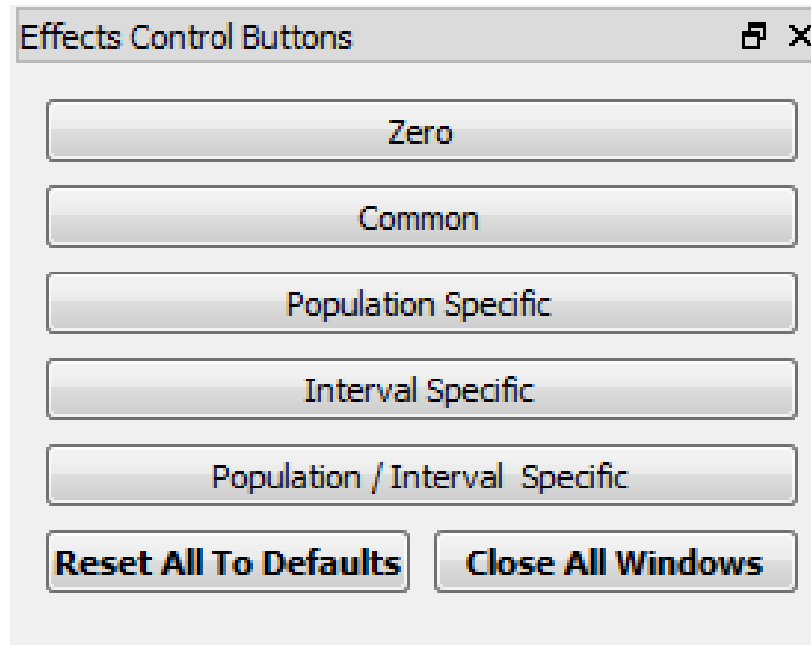 Effects Control Buttons
Zero
Common
Population Specific
Interval Specific
Population / Interval  Specific
Reset All To Defaults
Close All Windows